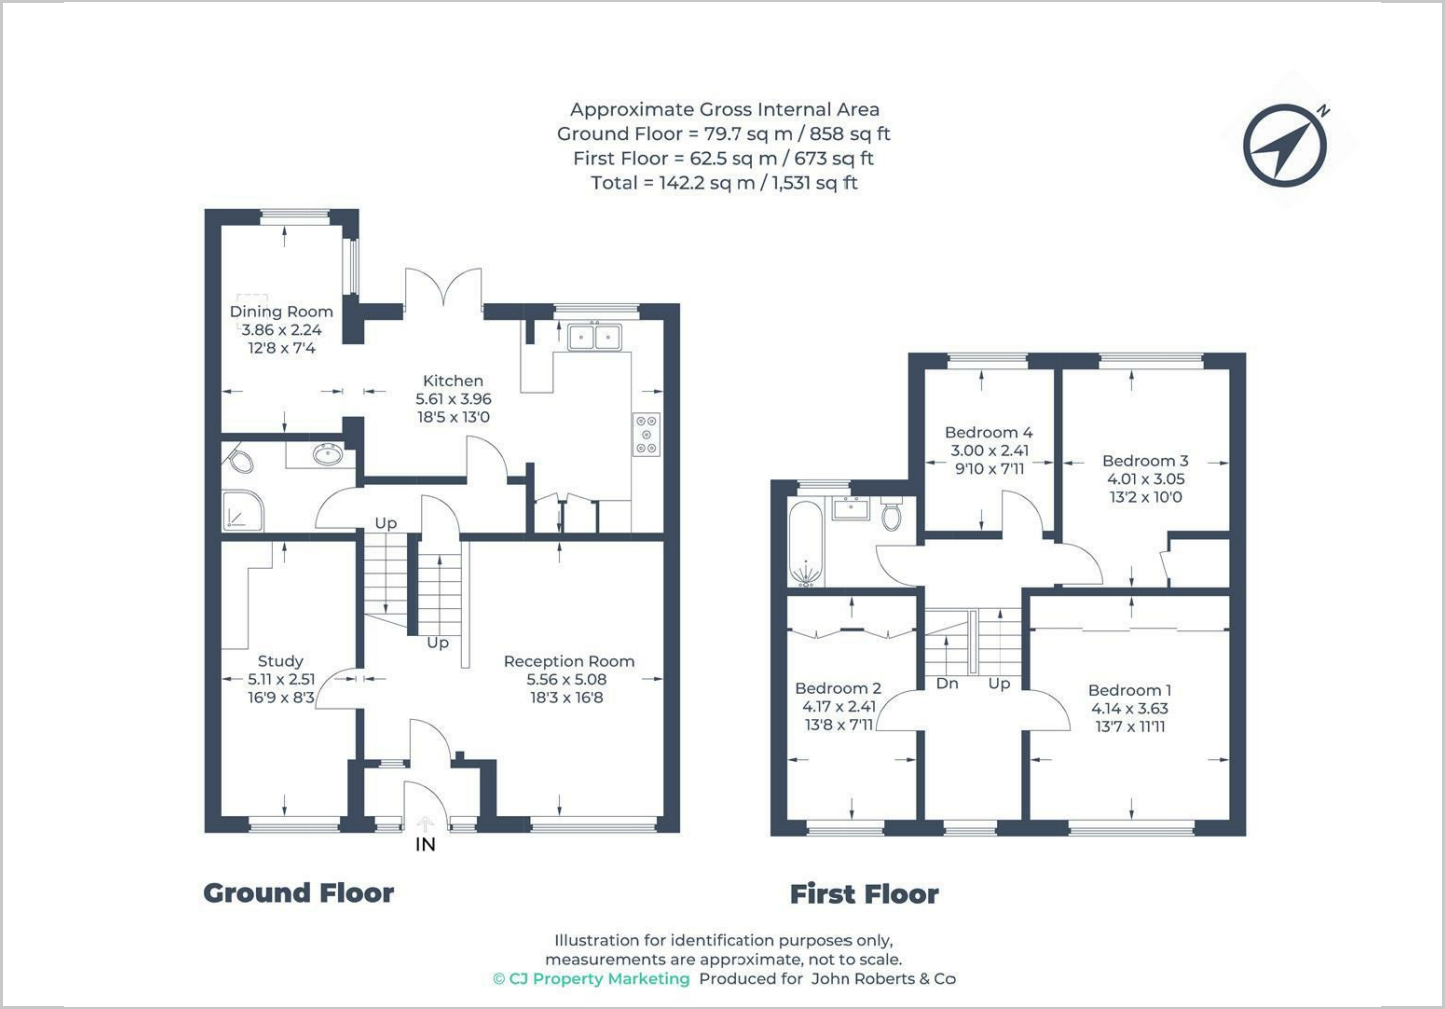 Approximate Gross Internal Area
Ground Floor = 79.7 sq m / 858 sq ft
First Floor = 62.5 sq m / 673 sq ft
Total = 142.2 sq m / 1,531 sq ft
N
Dining Room
3.86 x 2.24
12'8 x 7'4
Kitchen
5.61 x 3.96
18'5 x 13'0
Up
Up
Study
5.11 x 2.51
16'9 x 8'3
Reception Room
5.56 x 5.08
18'3 x 16'8
IN
Ground Floor
Bedroom 4
3.00 x 2.41
9'10 x 7'11
Bedroom 3
4.01 x 3.05
13'2 x 10'0
Dn
Up
Bedroom 2
4.17 x 2.41
13'8 x 7'11
Bedroom 1
4.14 x 3.63
13'7 x 11'11
First Floor
Illustration for identification purposes only,
measurements are approximate, not to scale.
© CJ Property Marketing Produced for John Roberts & Co